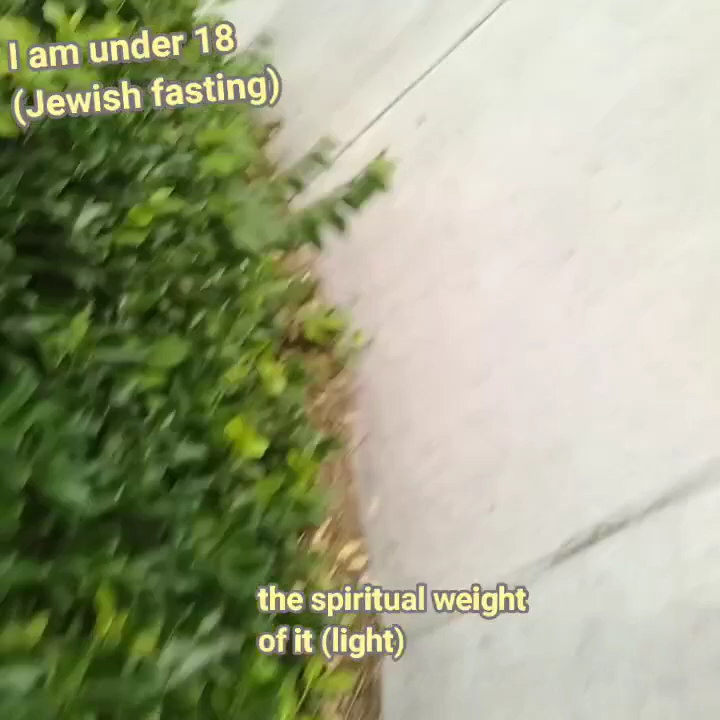 I am under 18
(Jewish fasting)
the spiritual weight
of it (light)